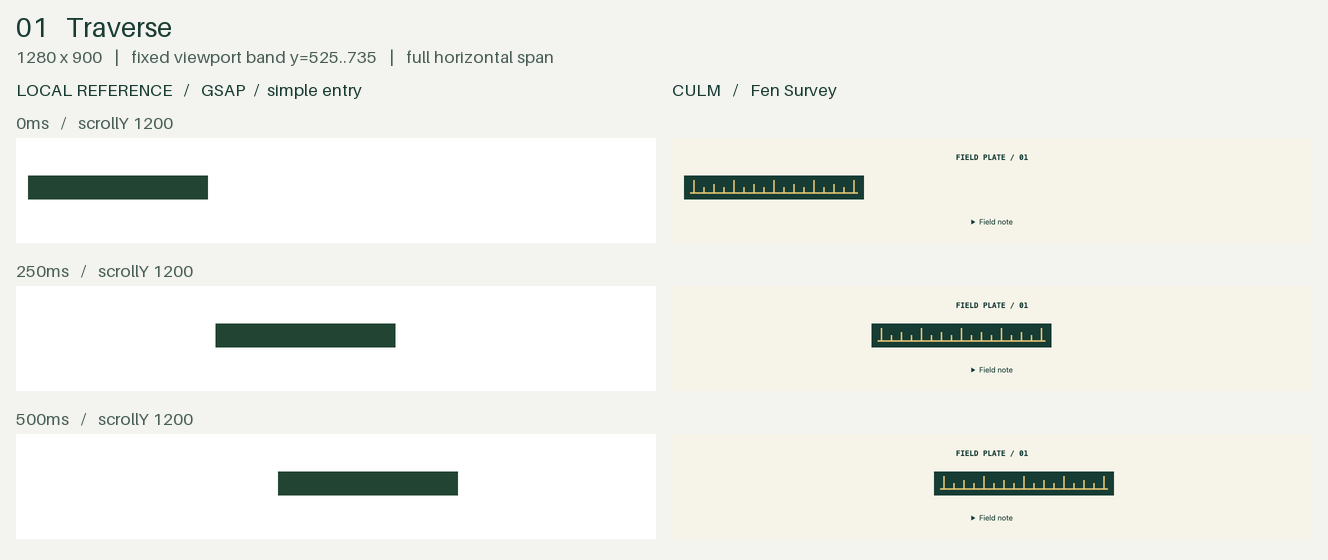 01 Traverse
1280 x 900 | fixed viewport band y=525..735 | full horizontal span
LOCAL REFERENCE / GSAP / simple entry
CULM / Fen Survey
0ms / scrollY 1200
FIELD PLATE / 01
▸ Field note
250ms / scrollY 1200
FIELD PLATE / 01
▸ Field note
500ms / scrollY 1200
FIELD PLATE / 01
▸ Field note